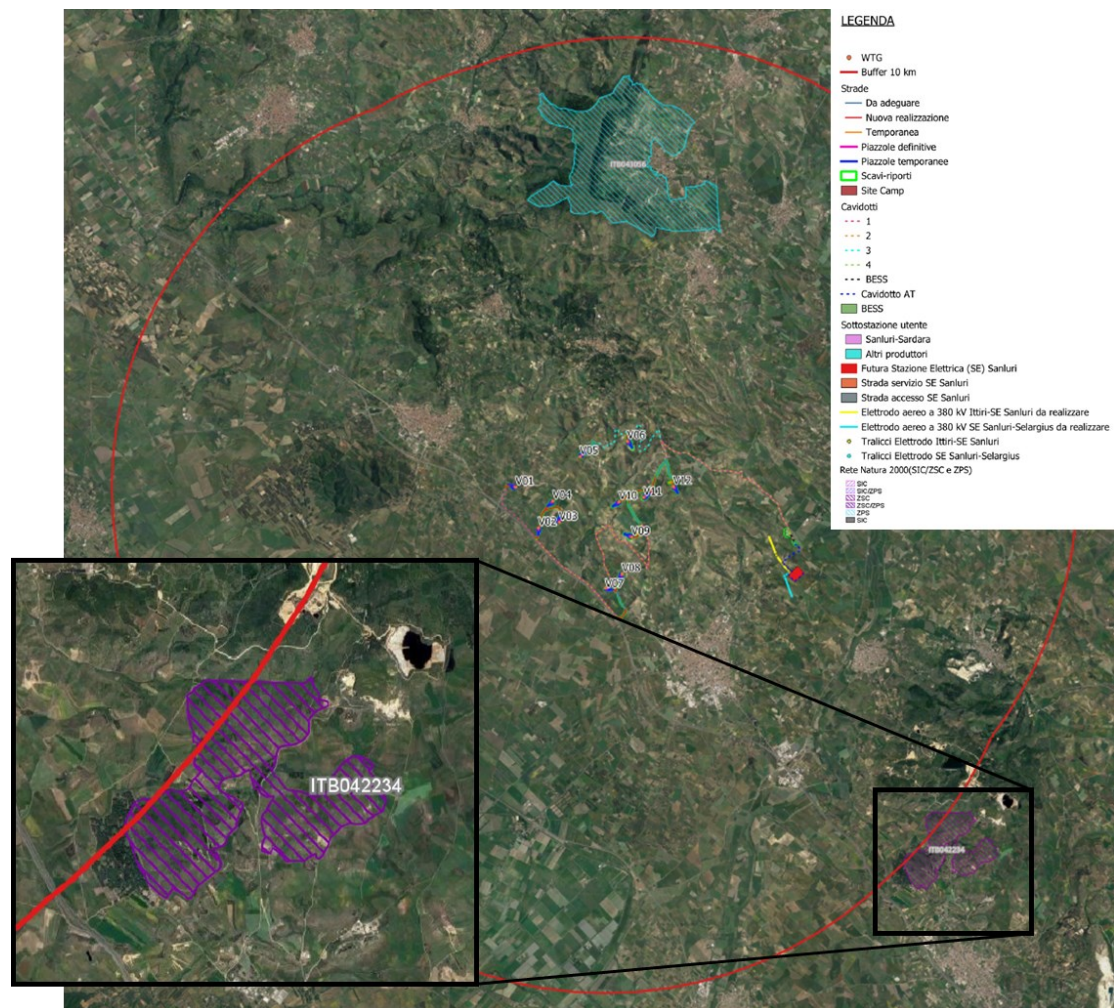 LEGENDA
WTG
Buffer 10 km
Strade
Da adeguare
Nuova realizzazione
Temporanea
Piazzole definitive
Piazzole temporanee
Scavi-riporti
Site Camp
Cavidotti
1
2
3
4
BESS
Cavidotto AT
BESS
Sottostazione utente
Sanluri-Sardara
Altri produttori
Futura Stazione Elettrica (SE) Sanluri
Strada servizio SE Sanluri
Strada accesso SE Sanluri
Elettrodo aereo a 380 kV Ittiri-SE Sanluri da realizzare
Elettrodo aereo a 380 kV SE Sanluri-Selargius da realizzare
Tralicci Elettrodo Ittiri-SE Sanluri
Tralicci Elettrodo SE Sanluri-Selargius
Rete Natura 2000(SIC/ZSC e ZPS)
SIC
SIC/ZPS
ZSC
ZSC/ZPS
ZPS
SIC
V06
V05
V01
V12
V11
V04
V10
V03
V02
V09
V08
V07
ITB042234
ITB042234